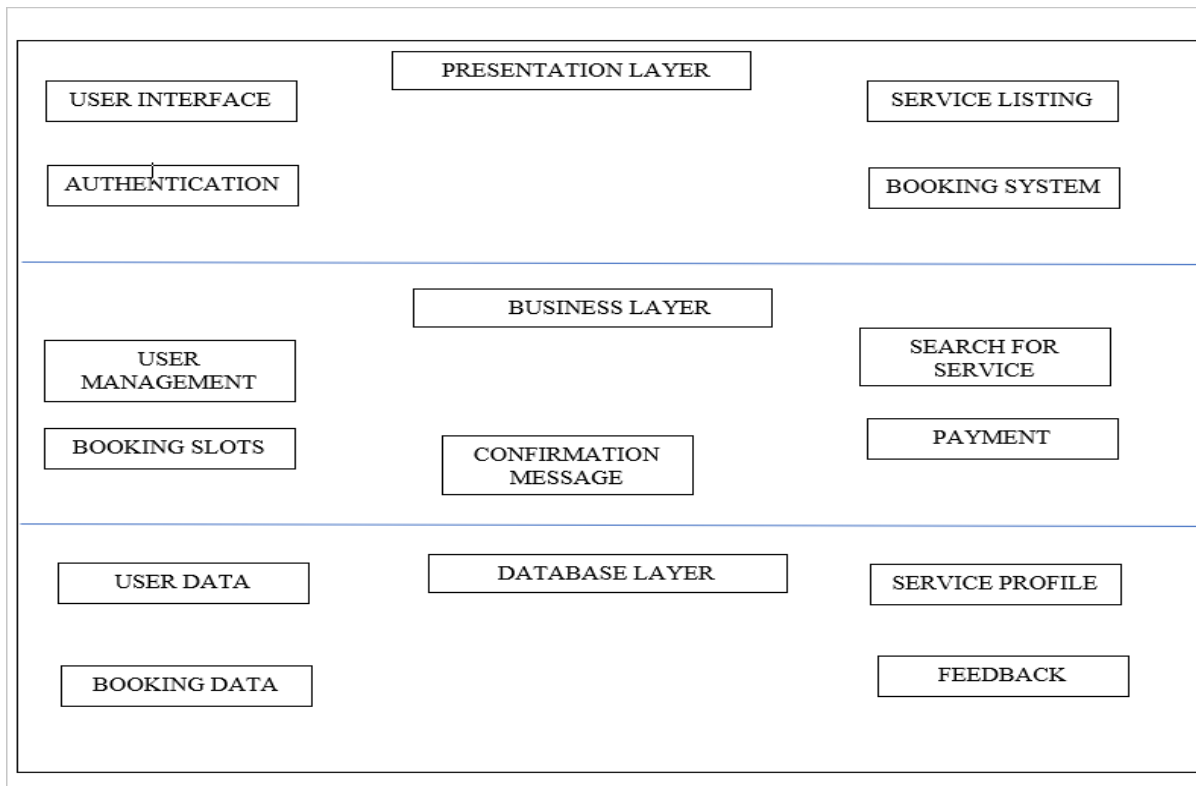 PRESENTATION LAYER
USER INTERFACE
SERVICE LISTING
AUTHENTICATION
BOOKING SYSTEM
BUSINESS LAYER
USER
MANAGEMENT
SEARCH FOR
SERVICE
BOOKING SLOTS
CONFIRMATION
MESSAGE
PAYMENT
DATABASE LAYER
USER DATA
SERVICE PROFILE
BOOKING DATA
FEEDBACK